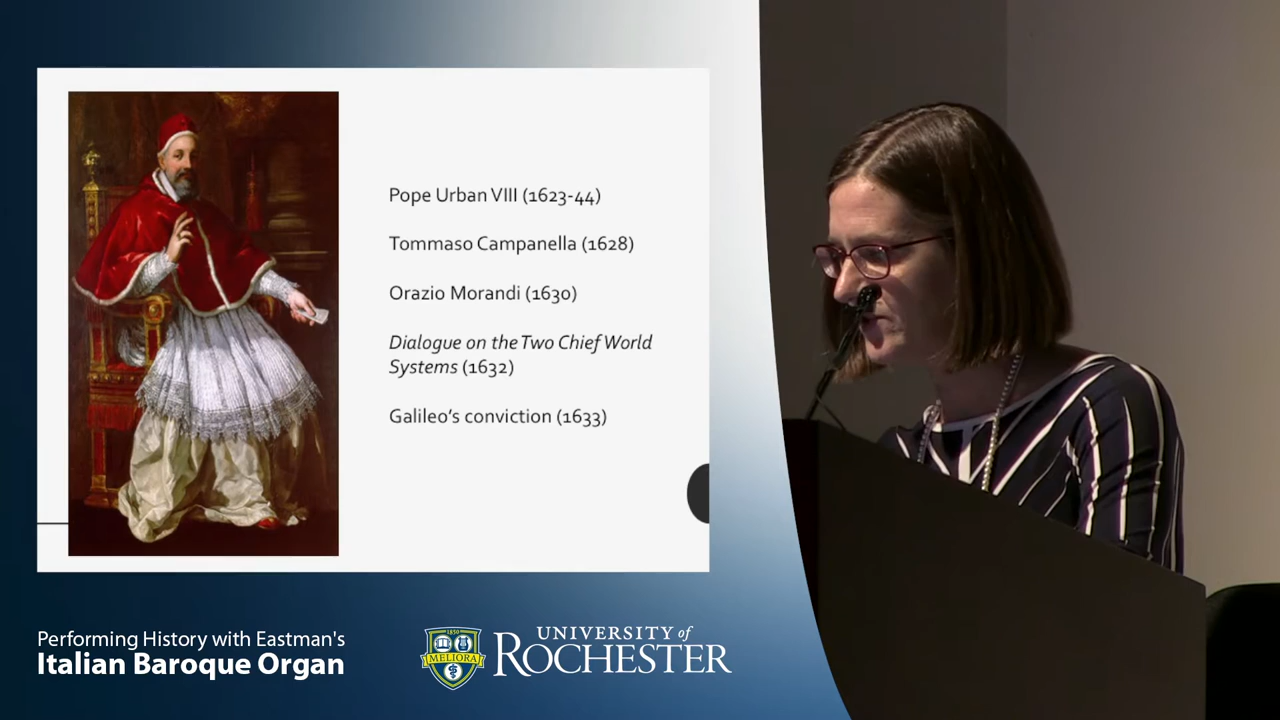 Pope Urban VIII (1623-44)
Tommaso Campanella (1628)
Orazio Morandi (1630)
Dialogue on the Two Chief World
Systems (1632)
Galileo's conviction (1633)
Performing History with Eastman's
Italian Baroque Organ
1850
MELIORA
UNIVERSITY of
ROCHESTER